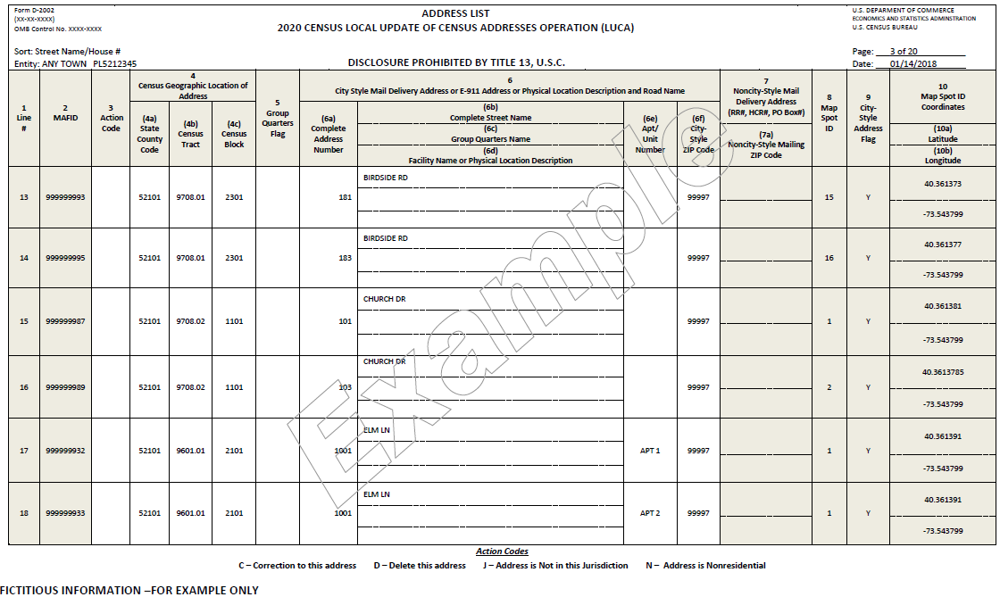 Form D-2002
(XX-XX-XXXX)
OMB Control No. XXXX-XXXX
ADDRESS LIST
2020 CENSUS LOCAL UPDATE OF CENSUS ADDRESSES OPERATION (LUCA)
U.S. DEPARTMENT OF COMMERCE
ECONOMICS AND STATISTICS ADMINSTRATION
U.S. CENSUS BUREAU
Sort: Street Name/House #
Entity: ANY TOWN PL5212345
DISCLOSURE PROHIBITED BY TITLE 13, U.S.C.
Page: 3 of 20
Date: 01/14/2018
1 Line #
2 MAFID
3 Action Code
4 Census Geographic Location of Address
(4a) State County Code
(4b) Census Tract
(4c) Census Block
5 Group Quarters Flag
6
City Style Mail Delivery Address or E-911 Address or Physical Location Description and Road Name
(6a) Complete Address Number
(6b) Complete Street Name
(6c) Group Quarters Name
(6d) Facility Name or Physical Location Description
(6e) Apt/ Unit Number
(6f) City-Style ZIP Code
7 Noncity-Style Mail Delivery Address (RR#, HCR#, PO Box#)
(7a) Noncity-Style Mailing ZIP Code
8 Map Spot ID
9 City-Style Address Flag
10 Map Spot ID Coordinates
(10a) Latitude
(10b) Longitude
13 999999993 52101 9708.01 2301 181 BIRDSIDE RD 99997 15 Y 40.361373 -73.543799
14 999999995 52101 9708.01 2301 183 BIRDSIDE RD 99997 16 Y 40.361377 -73.543799
15 999999987 52101 9708.02 1101 101 CHURCH DR 99997 1 Y 40.361381 -73.543799
16 999999989 52101 9708.02 1101 103 CHURCH DR 99997 2 Y 40.3613785 -73.543799
17 999999932 52101 9601.01 2101 1001 ELM LN APT 1 99997 1 Y 40.361391 -73.543799
18 999999933 52101 9601.01 2101 1001 ELM LN APT 2 99997 1 Y 40.361391 -73.543799
Example
Action Codes
C – Correction to this address D – Delete this address J – Address is Not in this Jurisdiction N – Address is Nonresidential
FICTITIOUS INFORMATION –FOR EXAMPLE ONLY